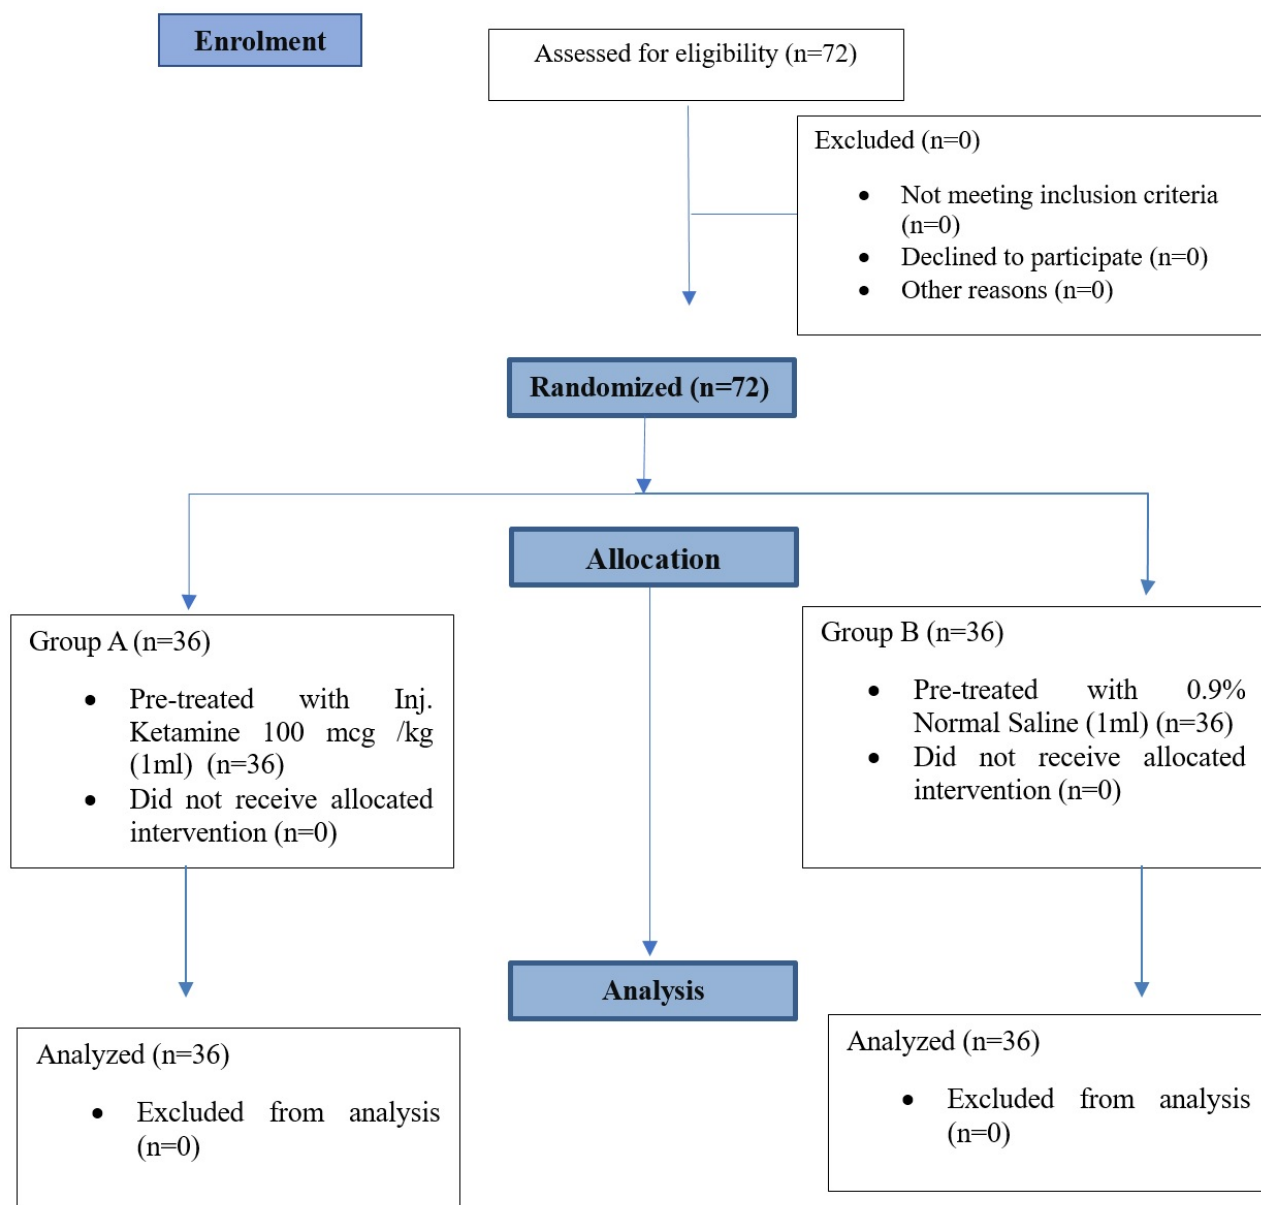 Enrolment
Assessed for eligibility (n=72)
Excluded (n=0)
• Not meeting inclusion criteria
(n=0)
• Declined to participate (n=0)
• Other reasons (n=0)
Randomized (n=72)
Allocation
Group A (n=36)
• Pre-treated with Inj.
Ketamine 100 mcg /kg
(1ml) (n=36)
• Did not receive allocated
intervention (n=0)
Group B (n=36)
• Pre-treated with 0.9%
Normal Saline (1ml) (n=36)
• Did not receive allocated
intervention (n=0)
Analysis
Analyzed (n=36)
• Excluded from analysis
(n=0)
Analyzed (n=36)
• Excluded from analysis
(n=0)